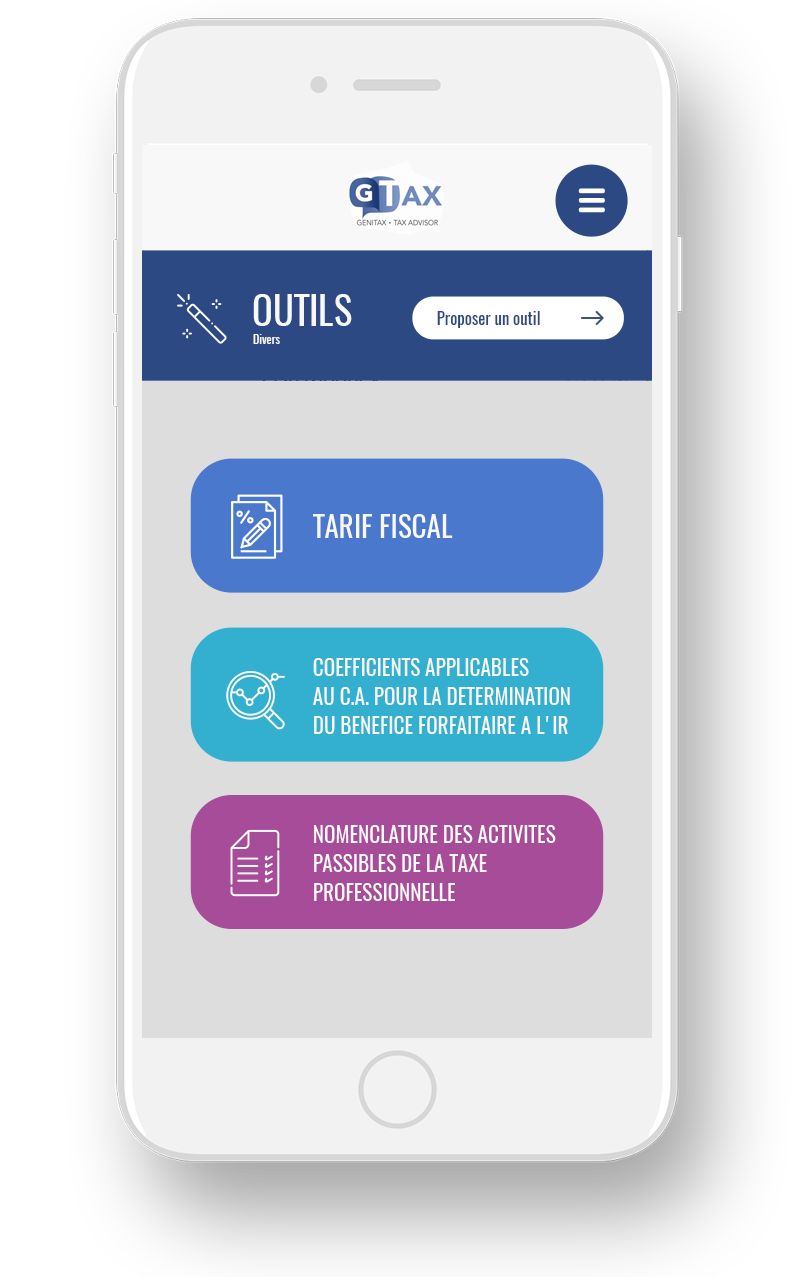 GTAX
GENITAX • TAX ADVISOR
OUTILS
Divers
Proposer un outil
TARIF FISCAL
COEFFICIENTS APPLICABLES
AU C.A. POUR LA DETERMINATION
DU BENEFICE FORFAITAIRE A L'IR
NOMENCLATURE DES ACTIVITES
PASSIBLES DE LA TAXE
PROFESSIONNELLE